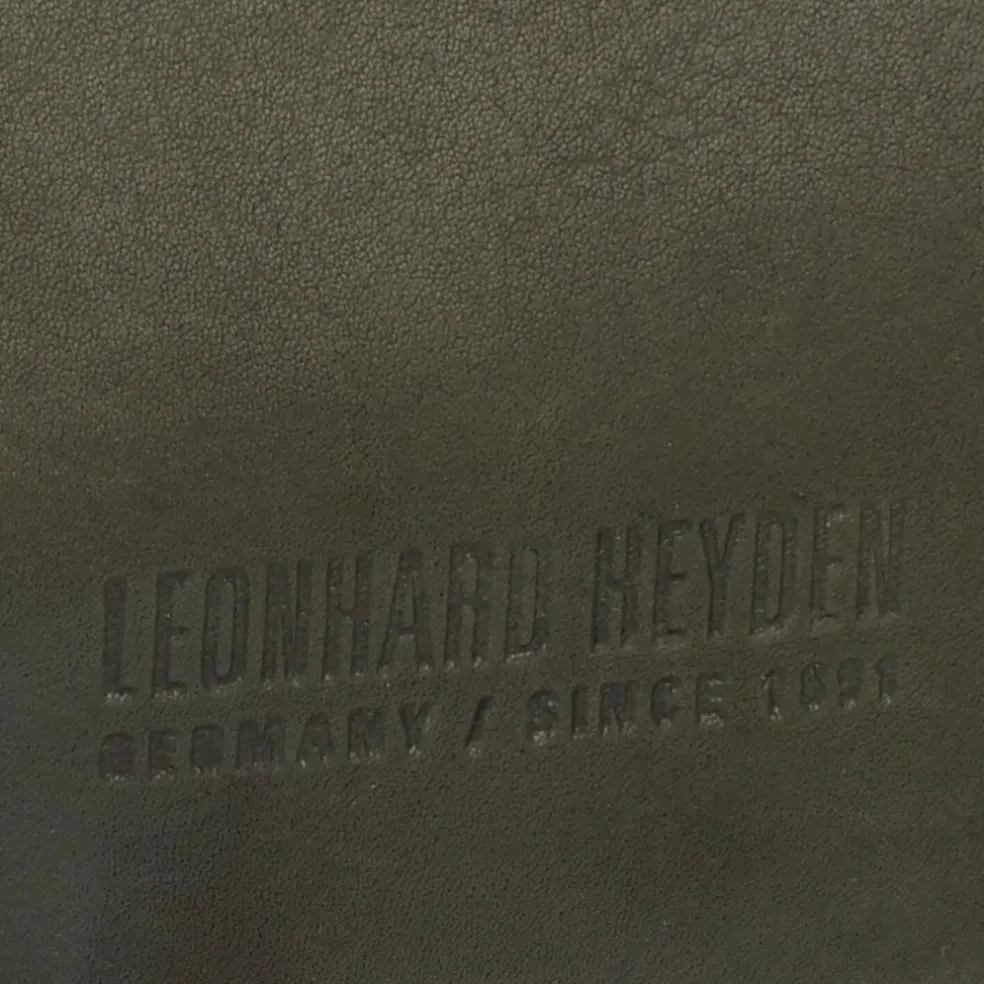 LEONHARD HEYDEN
GERMANY / SINCE 1891